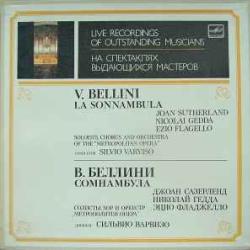 LIVE RECORDINGS
OF OUTSTANDING MUSICIANS
НА СПЕКТАКЛЯХ
ВЫДАЮЩИХСЯ МАСТЕРОВ
V. BELLINI
LA SONNAMBULA
JOAN SUTHERLAND
NICOLAI GEDDA
EZIO FLAGELLO
SOLOISTS, CHORUS AND ORCHESTRA
OF THE "METROPOLITAN OPERA"
SILVIO VARVISO
В. БЕЛЛИНИ
СОМНАМБУЛА
ДЖОАН САЗЕРЛЕНД
НИКОЛАЙ ГЕДДА
ЭЦИО ФЛАДЖЕЛЛО
СОЛИСТЫ, ХОР И ОРКЕСТР
МЕТРОПОЛИТЕН ОПЕРА
СИЛЬВИО ВАРВИЗО